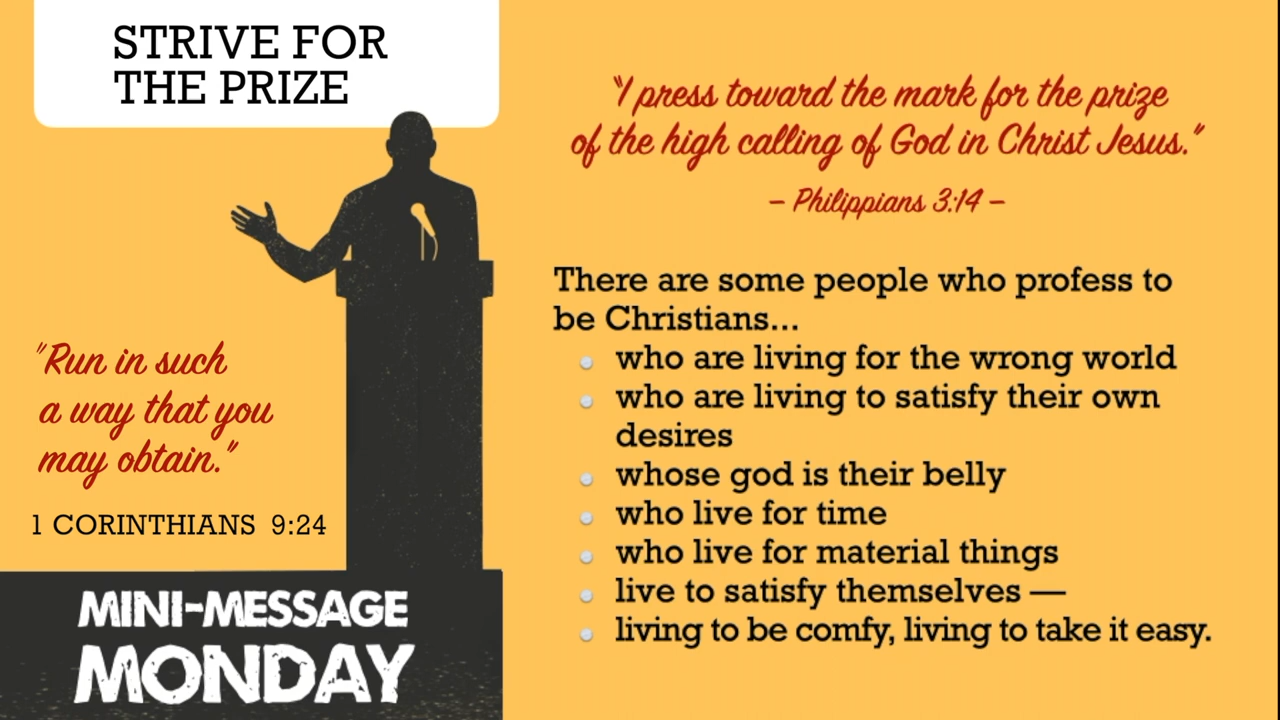 STRIVE FOR
THE PRIZE
"Run in such
a way that you
may obtain."
1 CORINTHIANS 9:24
MINI-MESSAGE
MONDAY
"I press toward the mark for the prize
of the high calling of God in Christ Jesus."
– Philippians 3:14 –
There are some people who profess to
be Christians...
• who are living for the wrong world
• who are living to satisfy their own
desires
• whose god is their belly
• who live for time
• who live for material things
• live to satisfy themselves —
• living to be comfy, living to take it easy.